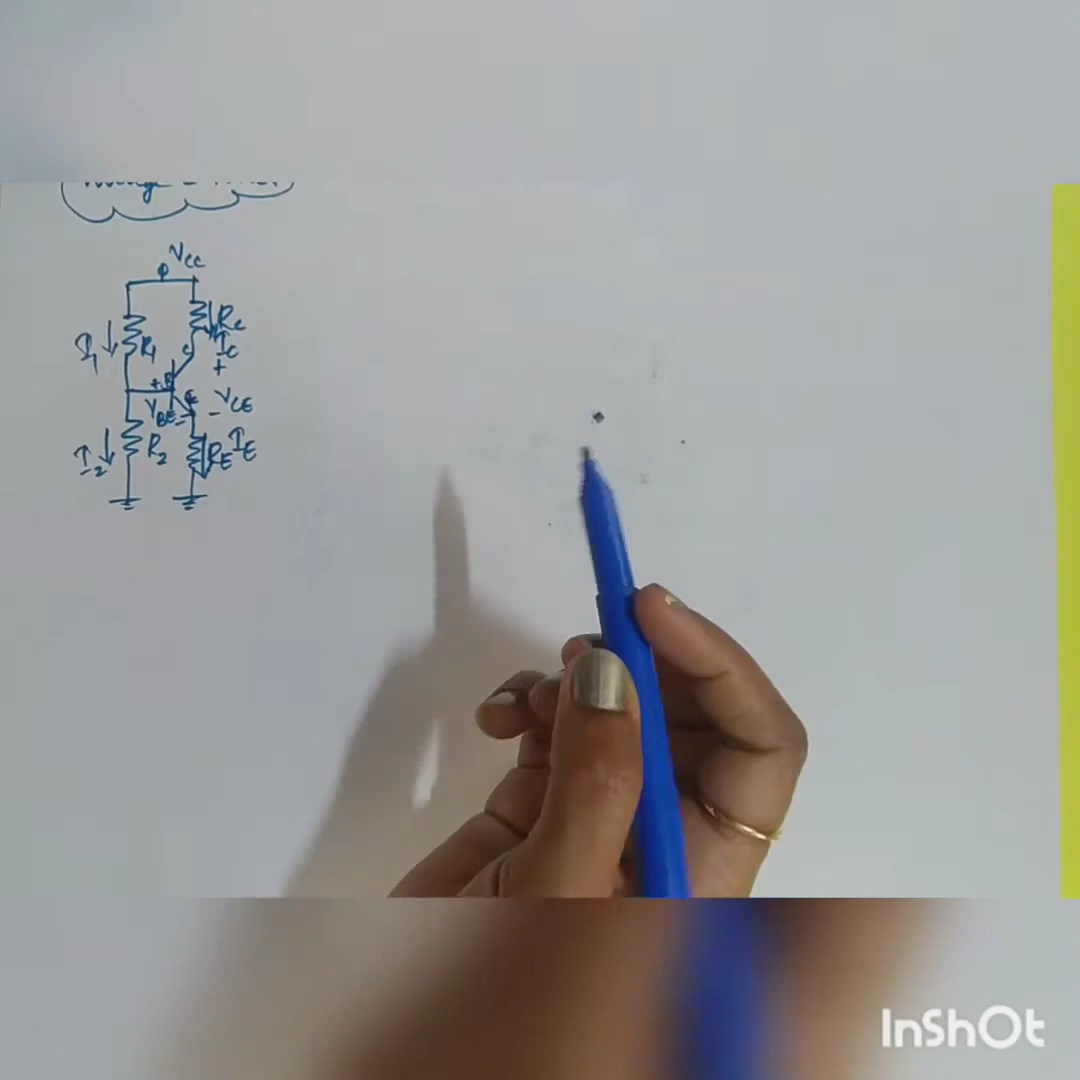 VCC
I1 R1 RC
C IC
+
+ B
VBE E - VCE
-
I2 R2 RE IE
InShOt